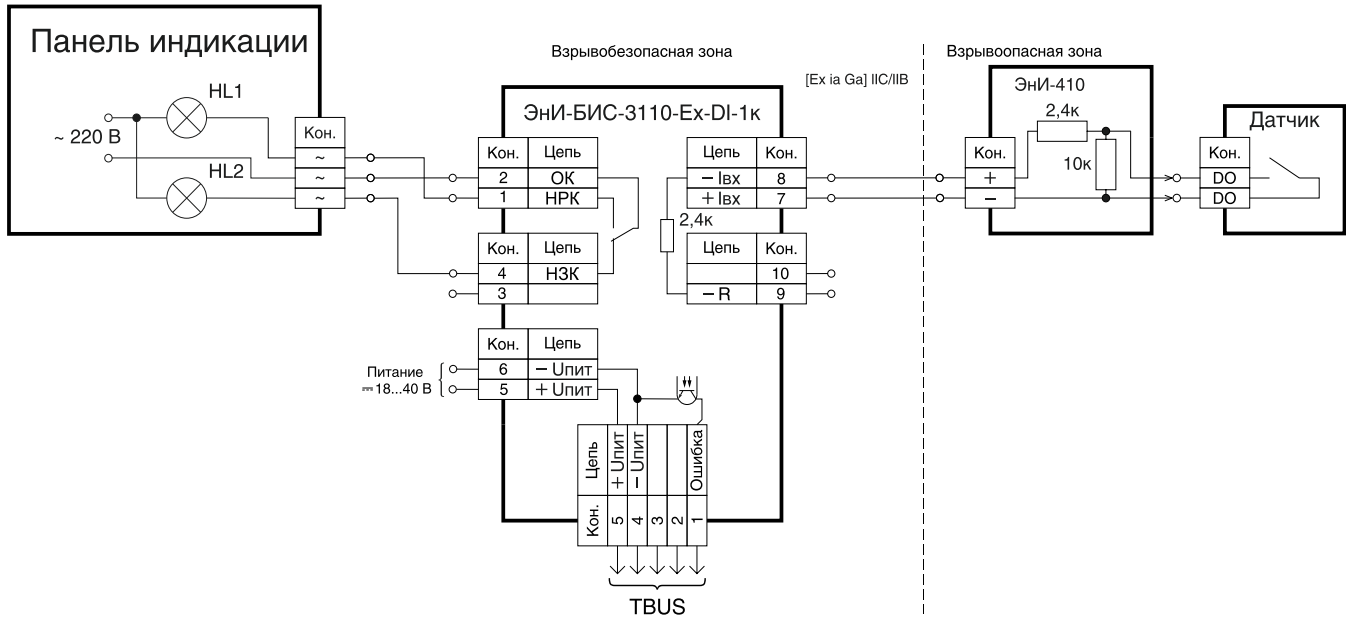 Панель индикации
HL1
~ 220 В
HL2
Кон.
~
~
~
Взрывобезопасная зона
[Ex ia Ga] IIC/IIB
Взрывоопасная зона
ЭнИ-БИС-3110-Ex-DI-1к
Кон. Цепь
2 ОК
1 НРК
Кон. Цепь
4 НЗК
3
Кон. Цепь
6 – Uпит
5 + Uпит
Питание
⎓ 18...40 В
Цепь Кон.
– Iвх 8
+ Iвх 7
2,4к
Цепь Кон.
10
– R 9
Цепь + Uпит – Uпит Ошибка
Кон. 5 4 3 2 1
TBUS
ЭнИ-410
2,4к
10к
Кон.
+
–
Датчик
Кон.
DO
DO